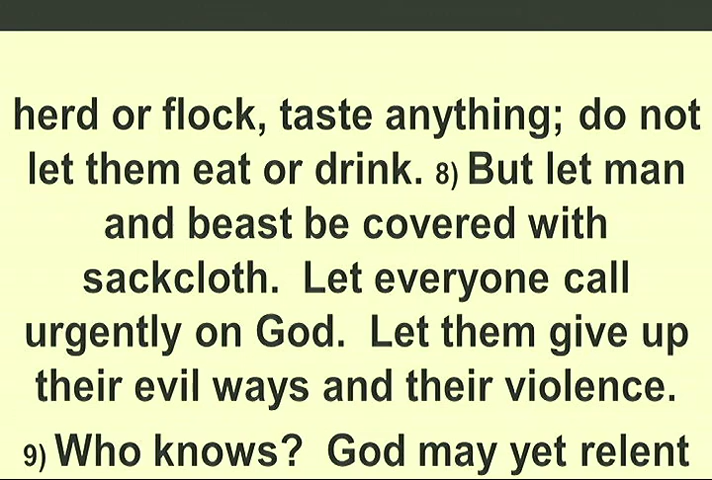 herd or flock, taste anything; do not
let them eat or drink. 8) But let man
and beast be covered with
sackcloth.  Let everyone call
urgently on God.  Let them give up
their evil ways and their violence.
9) Who knows?  God may yet relent